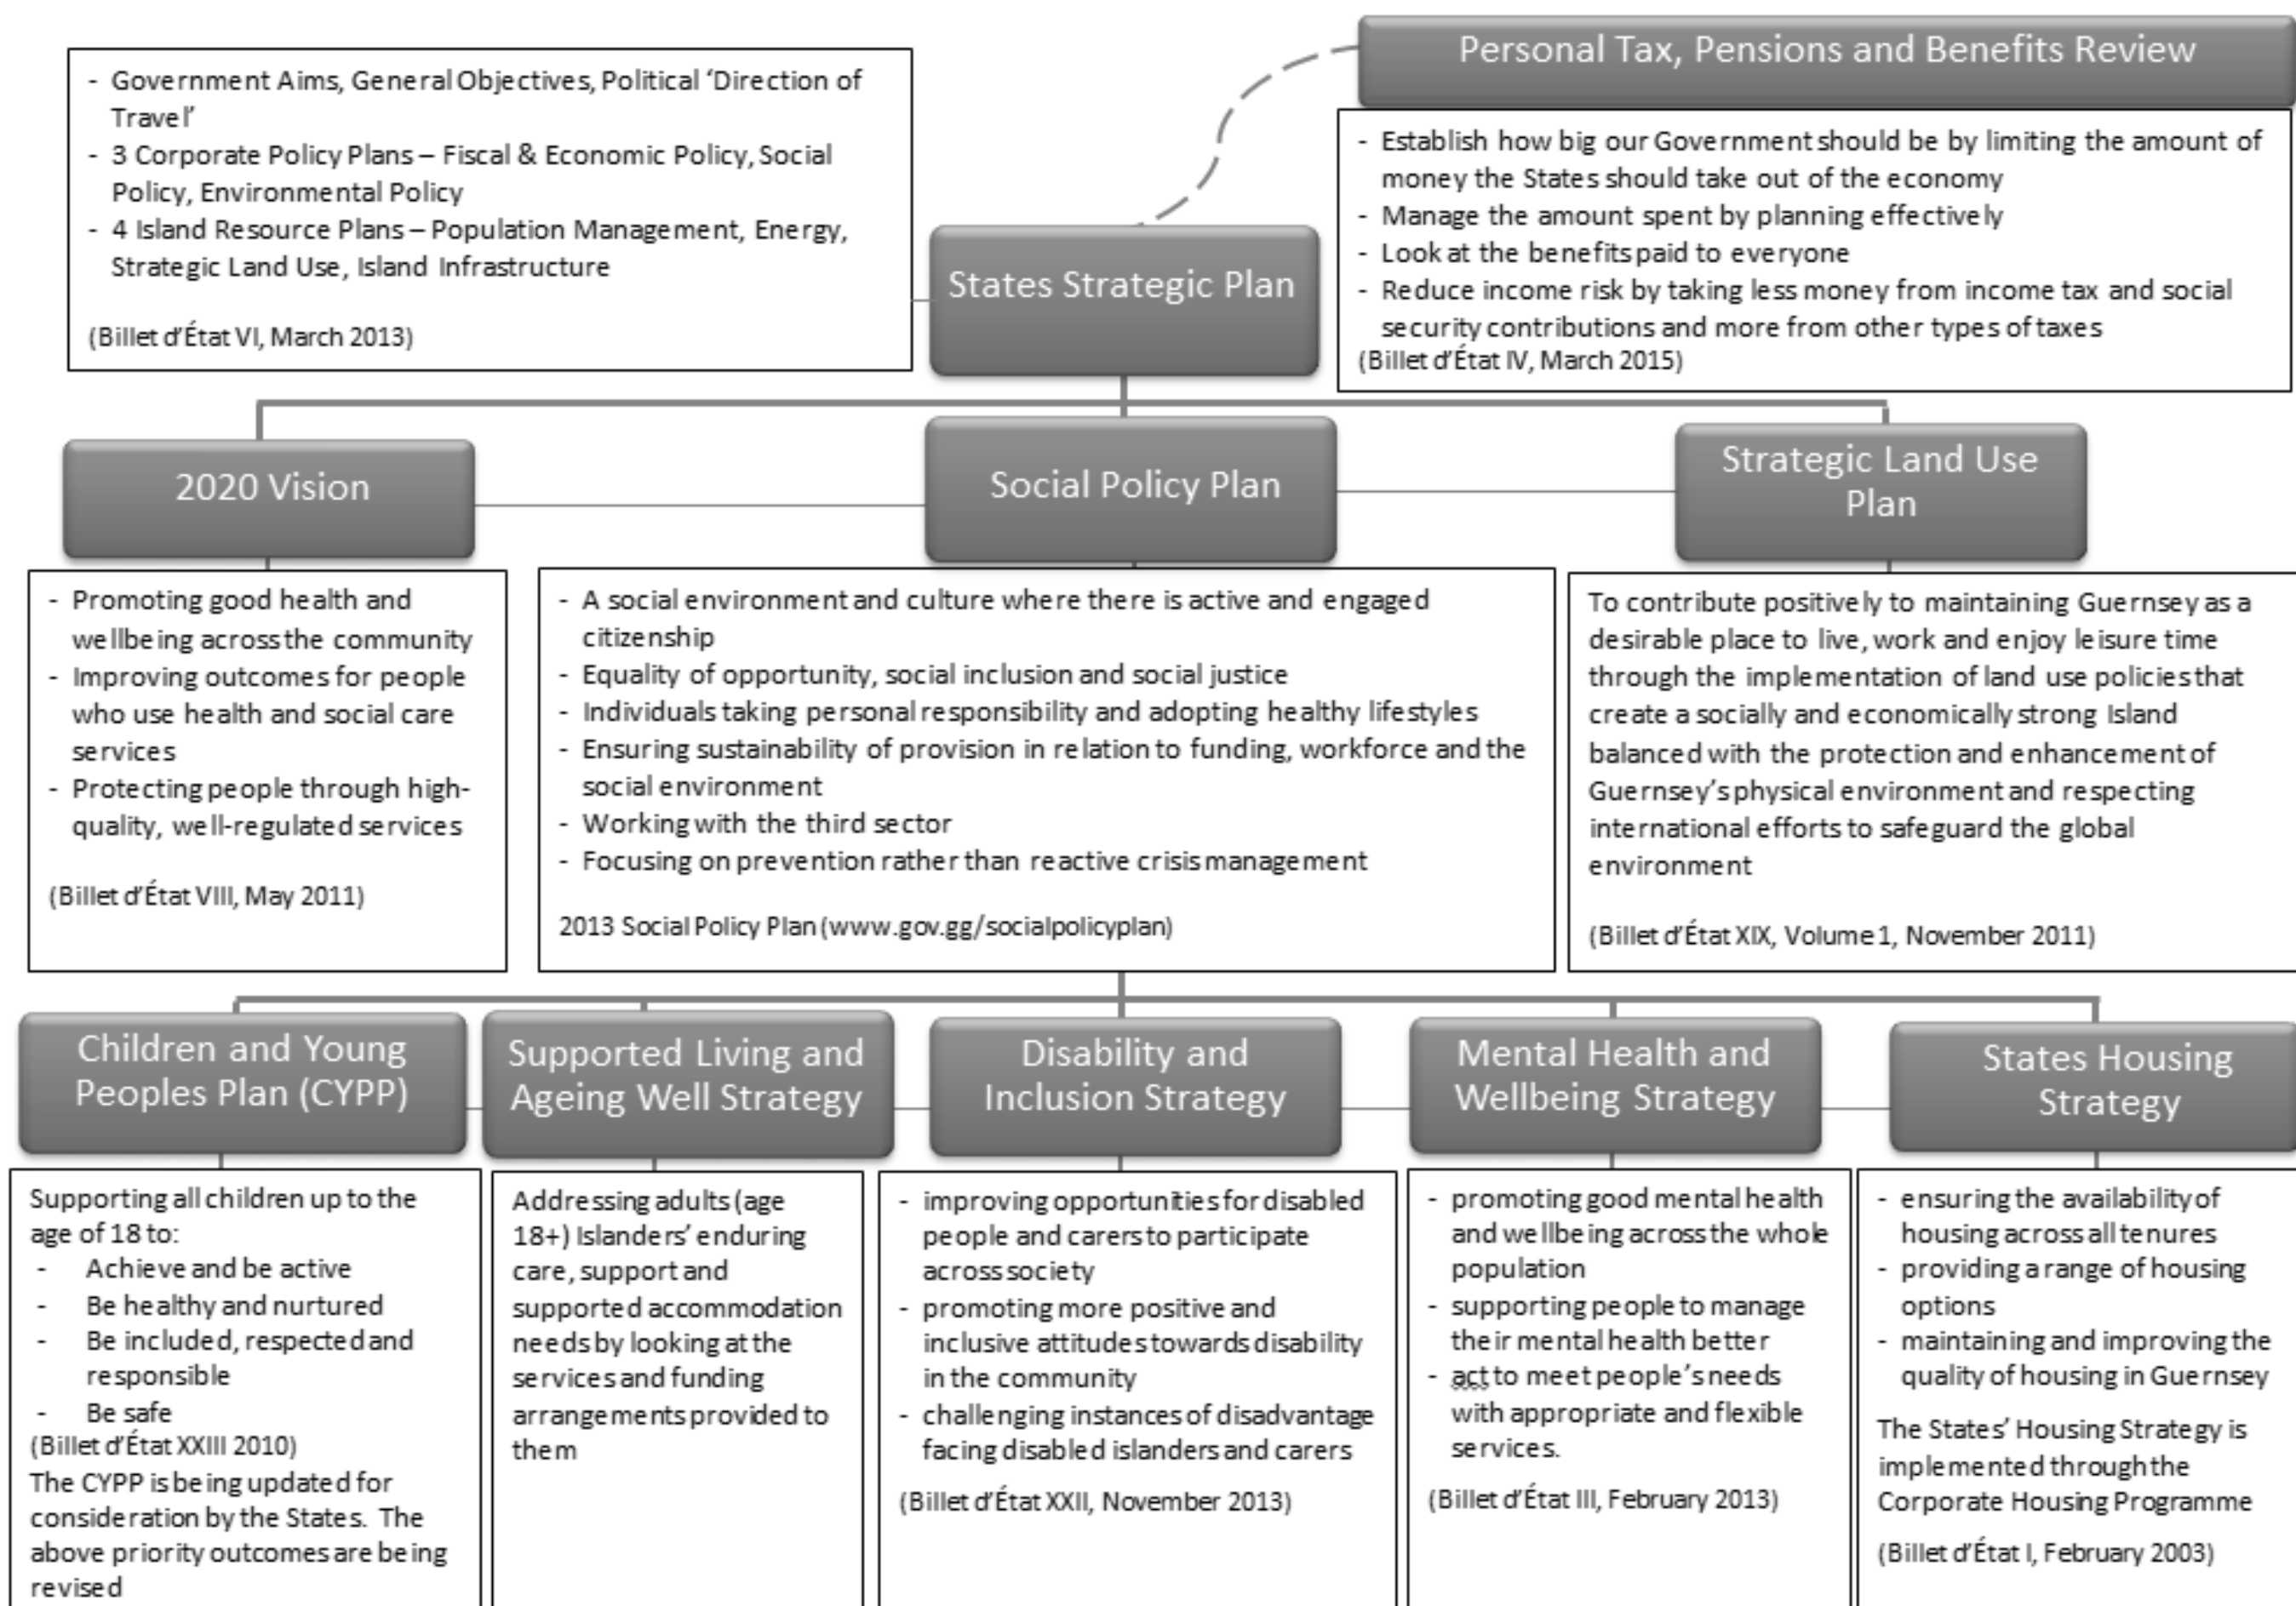 Personal Tax, Pensions and Benefits Review
- Government Aims, General Objectives, Political ‘Direction of
Travel’
- 3 Corporate Policy Plans – Fiscal & Economic Policy, Social
Policy, Environmental Policy
- 4 Island Resource Plans – Population Management, Energy,
Strategic Land Use, Island Infrastructure
(Billet d’État VI, March 2013)
- Establish how big our Government should be by limiting the amount of
money the States should take out of the economy
- Manage the amount spent by planning effectively
- Look at the benefits paid to everyone
- Reduce income risk by taking less money from income tax and social
security contributions and more from other types of taxes
(Billet d’État IV, March 2015)
States Strategic Plan
2020 Vision
Social Policy Plan
Strategic Land Use
Plan
- Promoting good health and
wellbeing across the community
- Improving outcomes for people
who use health and social care
services
- Protecting people through high-
quality, well-regulated services
(Billet d’État VIII, May 2011)
- A social environment and culture where there is active and engaged
citizenship
- Equality of opportunity, social inclusion and social justice
- Individuals taking personal responsibility and adopting healthy lifestyles
- Ensuring sustainability of provision in relation to funding, workforce and the
social environment
- Working with the third sector
- Focusing on prevention rather than reactive crisis management
2013 Social Policy Plan (www.gov.gg/socialpolicyplan)
To contribute positively to maintaining Guernsey as a
desirable place to live, work and enjoy leisure time
through the implementation of land use policies that
create a socially and economically strong Island
balanced with the protection and enhancement of
Guernsey’s physical environment and respecting
international efforts to safeguard the global
environment
(Billet d’État XIX, Volume 1, November 2011)
Children and Young
Peoples Plan (CYPP)
Supported Living and
Ageing Well Strategy
Disability and
Inclusion Strategy
Mental Health and
Wellbeing Strategy
States Housing
Strategy
Supporting all children up to the
age of 18 to:
- Achieve and be active
- Be healthy and nurtured
- Be included, respected and
responsible
- Be safe
(Billet d’État XXIII 2010)
The CYPP is being updated for
consideration by the States. The
above priority outcomes are being
revised
Addressing adults (age
18+) Islanders’ enduring
care, support and
supported accommodation
needs by looking at the
services and funding
arrangements provided to
them
- improving opportunities for disabled
people and carers to participate
across society
- promoting more positive and
inclusive attitudes towards disability
in the community
- challenging instances of disadvantage
facing disabled islanders and carers
(Billet d’État XXII, November 2013)
- promoting good mental health
and wellbeing across the whole
population
- supporting people to manage
their mental health better
- act to meet people’s needs
with appropriate and flexible
services.
(Billet d’État III, February 2013)
- ensuring the availability of
housing across all tenures
- providing a range of housing
options
- maintaining and improving the
quality of housing in Guernsey
The States’ Housing Strategy is
implemented through the
Corporate Housing Programme
(Billet d’État I, February 2003)